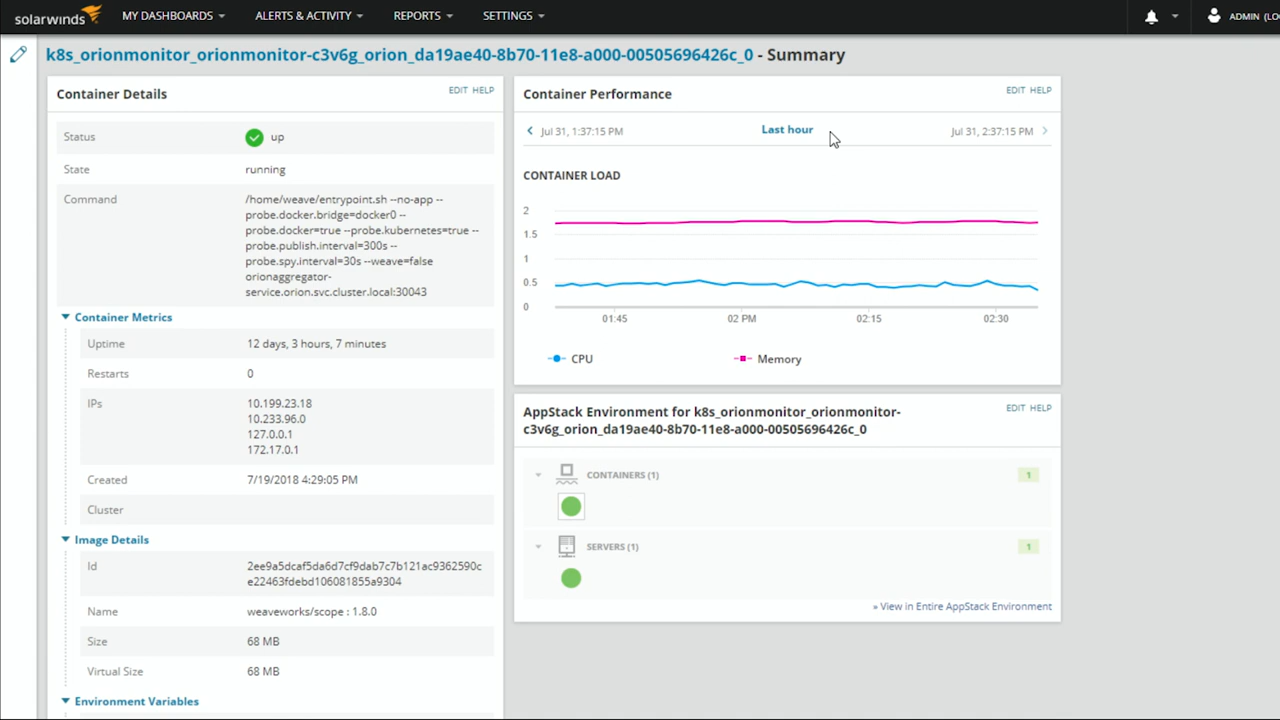 solarwinds
MY DASHBOARDS
ALERTS & ACTIVITY
REPORTS
SETTINGS
ADMIN (LO
k8s_orionmonitor_orionmonitor-c3v6g_orion_da19ae40-8b70-11e8-a000-00505696426c_0 - Summary
Container Details
EDIT HELP
Status
up
State
running
Command
/home/weave/entrypoint.sh --no-app --
probe.docker.bridge=docker0 --
probe.docker=true --probe.kubernetes=true --
probe.publish.interval=300s --
probe.spy.interval=30s --weave=false
orionaggregator-
service.orion.svc.cluster.local:30043
Container Metrics
Uptime
12 days, 3 hours, 7 minutes
Restarts
0
IPs
10.199.23.18
10.233.96.0
127.0.0.1
172.17.0.1
Created
7/19/2018 4:29:05 PM
Cluster
Image Details
Id
2ee9a5dcaf5da6d7cf9dab7c7b121ac9362590c
e22463fdebd106081855a9304
Name
weaveworks/scope : 1.8.0
Size
68 MB
Virtual Size
68 MB
Environment Variables
Container Performance
EDIT HELP
Jul 31, 1:37:15 PM
Last hour
Jul 31, 2:37:15 PM
CONTAINER LOAD
2
1.5
1
0.5
0
01:45
02 PM
02:15
02:30
CPU
Memory
AppStack Environment for k8s_orionmonitor_orionmonitor-
c3v6g_orion_da19ae40-8b70-11e8-a000-00505696426c_0
EDIT HELP
CONTAINERS (1)
1
SERVERS (1)
1
» View in Entire AppStack Environment